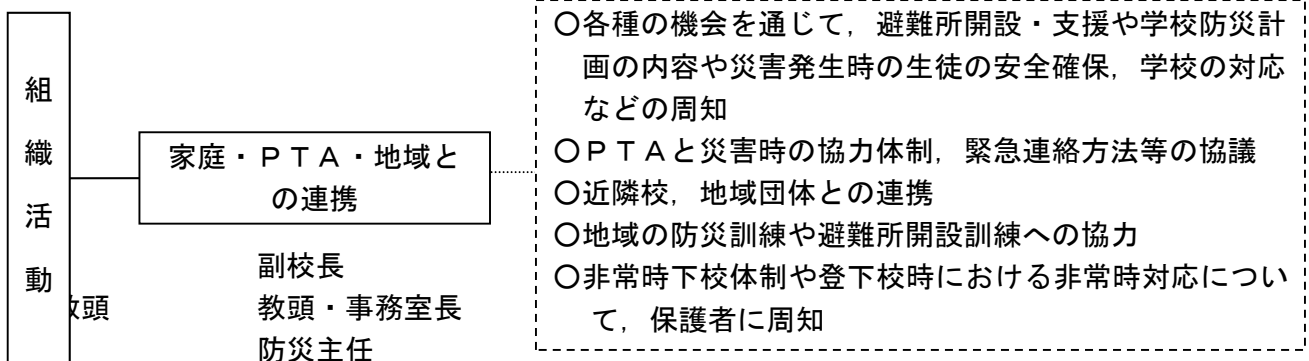 組織活動
家庭・ＰＴＡ・地域と
の連携
副校長
教頭・事務室長
防災主任
頭
〇各種の機会を通じて，避難所開設・支援や学校防災計
画の内容や災害発生時の生徒の安全確保，学校の対応
などの周知
〇ＰＴＡと災害時の協力体制，緊急連絡方法等の協議
〇近隣校，地域団体との連携
〇地域の防災訓練や避難所開設訓練への協力
〇非常時下校体制や登下校時における非常時対応につい
て，保護者に周知